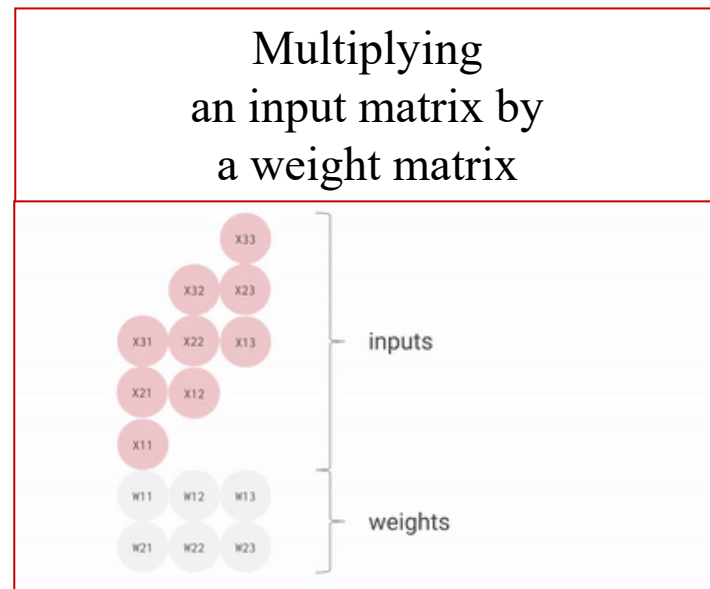 Multiplying
an input matrix by
a weight matrix
X33
X32 X23
X31 X22 X13
inputs
X21 X12
X11
W11 W12 W13
weights
W21 W22 W23